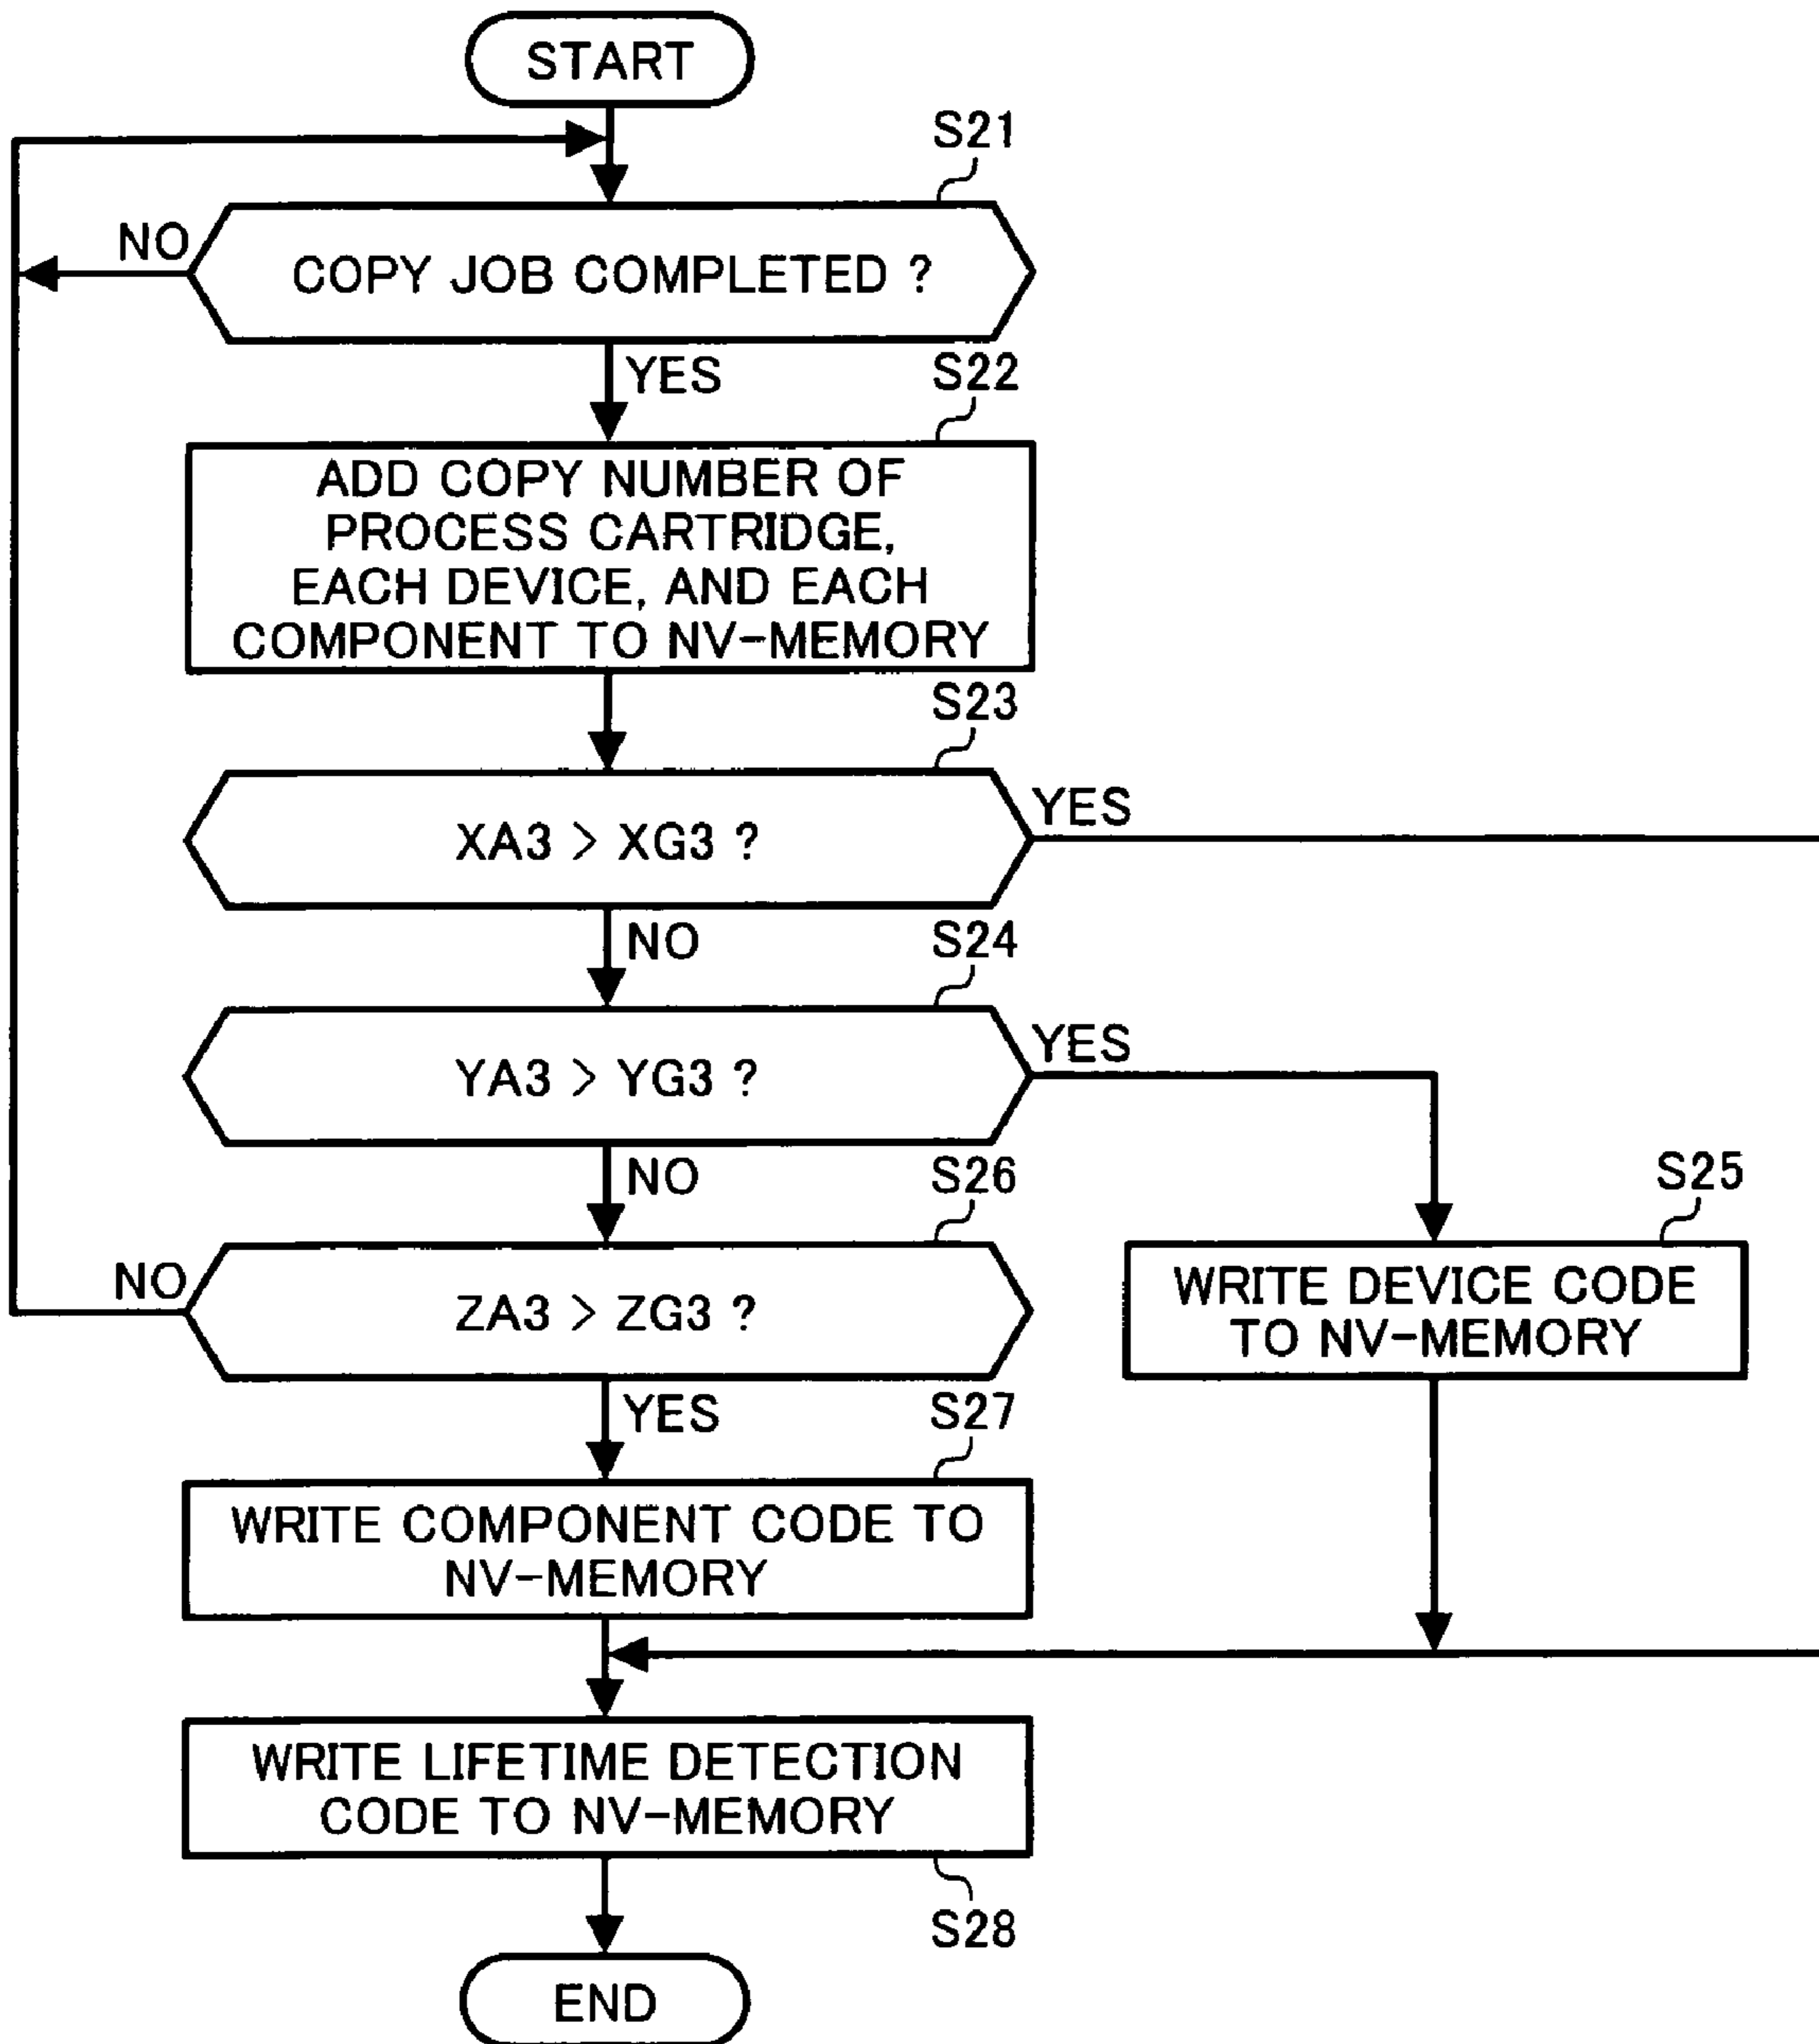 START
S21
NO
COPY JOB COMPLETED ?
YES
S22
ADD COPY NUMBER OF
PROCESS CARTRIDGE,
EACH DEVICE, AND EACH
COMPONENT TO NV-MEMORY
S23
YES
XA3 > XG3 ?
NO
S24
YES
YA3 > YG3 ?
NO
S26
S25
NO
ZA3 > ZG3 ?
WRITE DEVICE CODE
TO NV-MEMORY
YES
S27
WRITE COMPONENT CODE TO
NV-MEMORY
WRITE LIFETIME DETECTION
CODE TO NV-MEMORY
S28
END